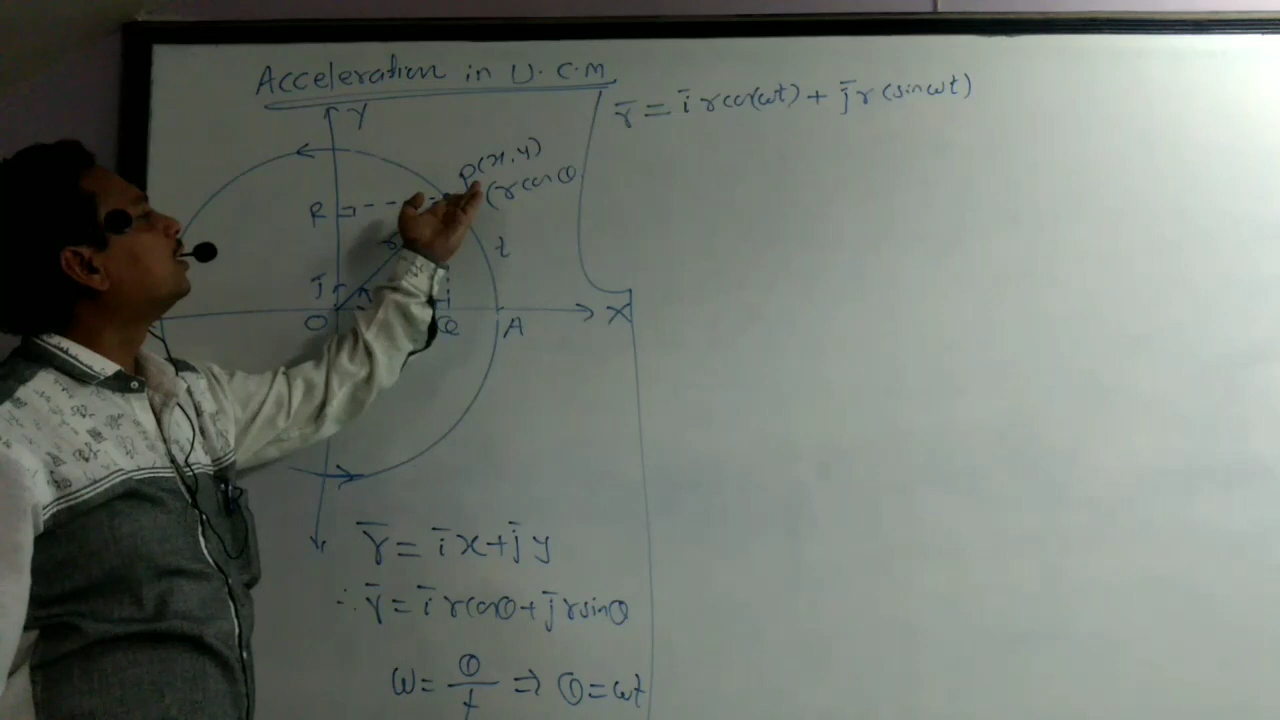 Acceleration in U.C.M
Y
P(x,y)
(r cos θ
R
r
t
j
O
Q
A
X
r̄ = ī x + j̄ y
∴ r̄ = ī r cos θ + j̄ r sin θ
ω = θ/t ⇒ θ = ωt
r̄ = ī r cos(ωt) + j̄ r (sin ωt)